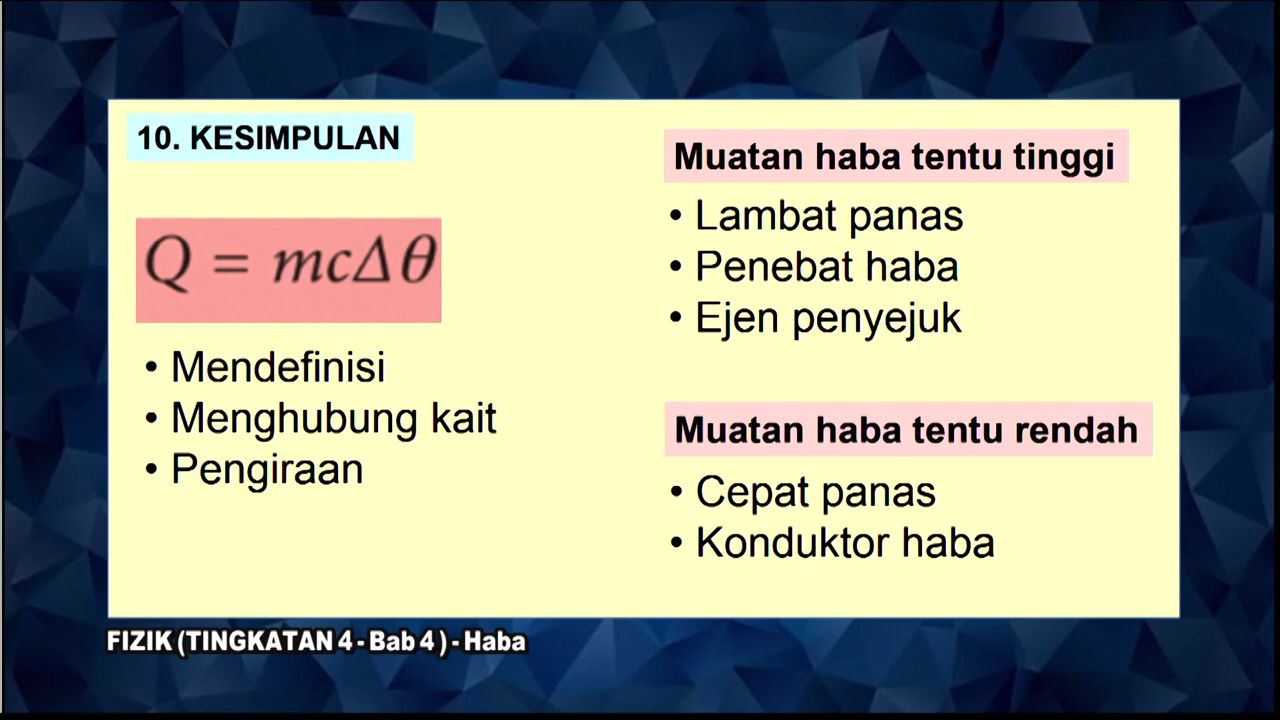 10. KESIMPULAN
Q = mcΔθ
• Mendefinisi
• Menghubung kait
• Pengiraan
Muatan haba tentu tinggi
• Lambat panas
• Penebat haba
• Ejen penyejuk
Muatan haba tentu rendah
• Cepat panas
• Konduktor haba
FIZIK (TINGKATAN 4 - Bab 4 ) - Haba